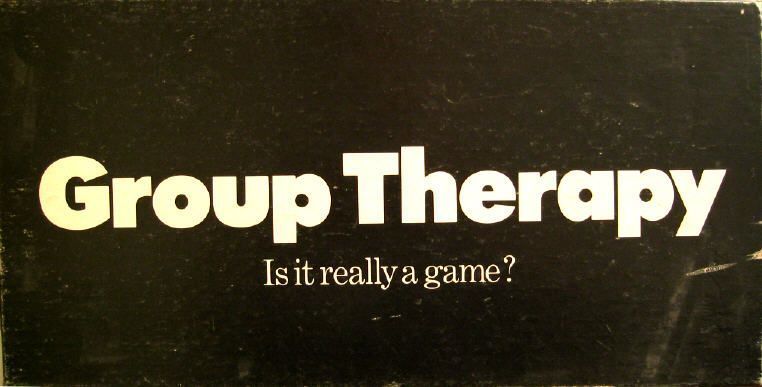 Group Therapy
Is it really a game?